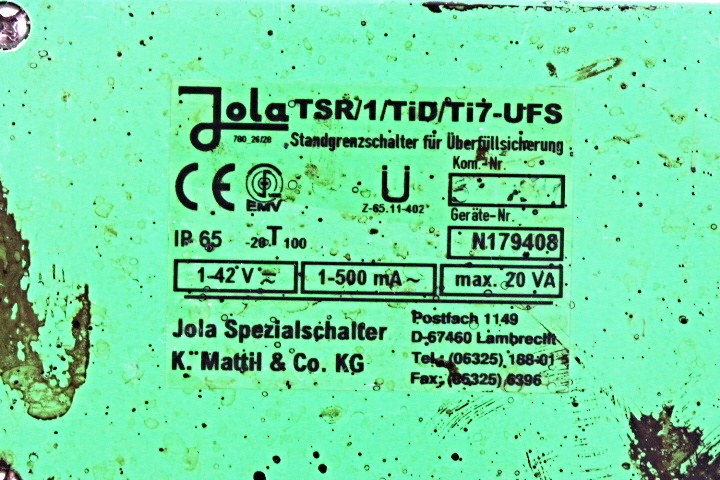 Jola TSR/1/TiD/Ti7-UFS
780_26/28 Standgrenzschalter für Überfüllsicherung
Kom.-Nr.
CE EMV Ü
Z-65.11-402
Geräte-Nr.
IP 65 -20 T 100 N179408
1-42 V ≂ 1-500 mA ~ max. 20 VA
Jola Spezialschalter
K. Mattil & Co. KG
Postfach 1149
D-67460 Lambrecht
Tel.: (06325) 188-01
Fax: (06325) 6396